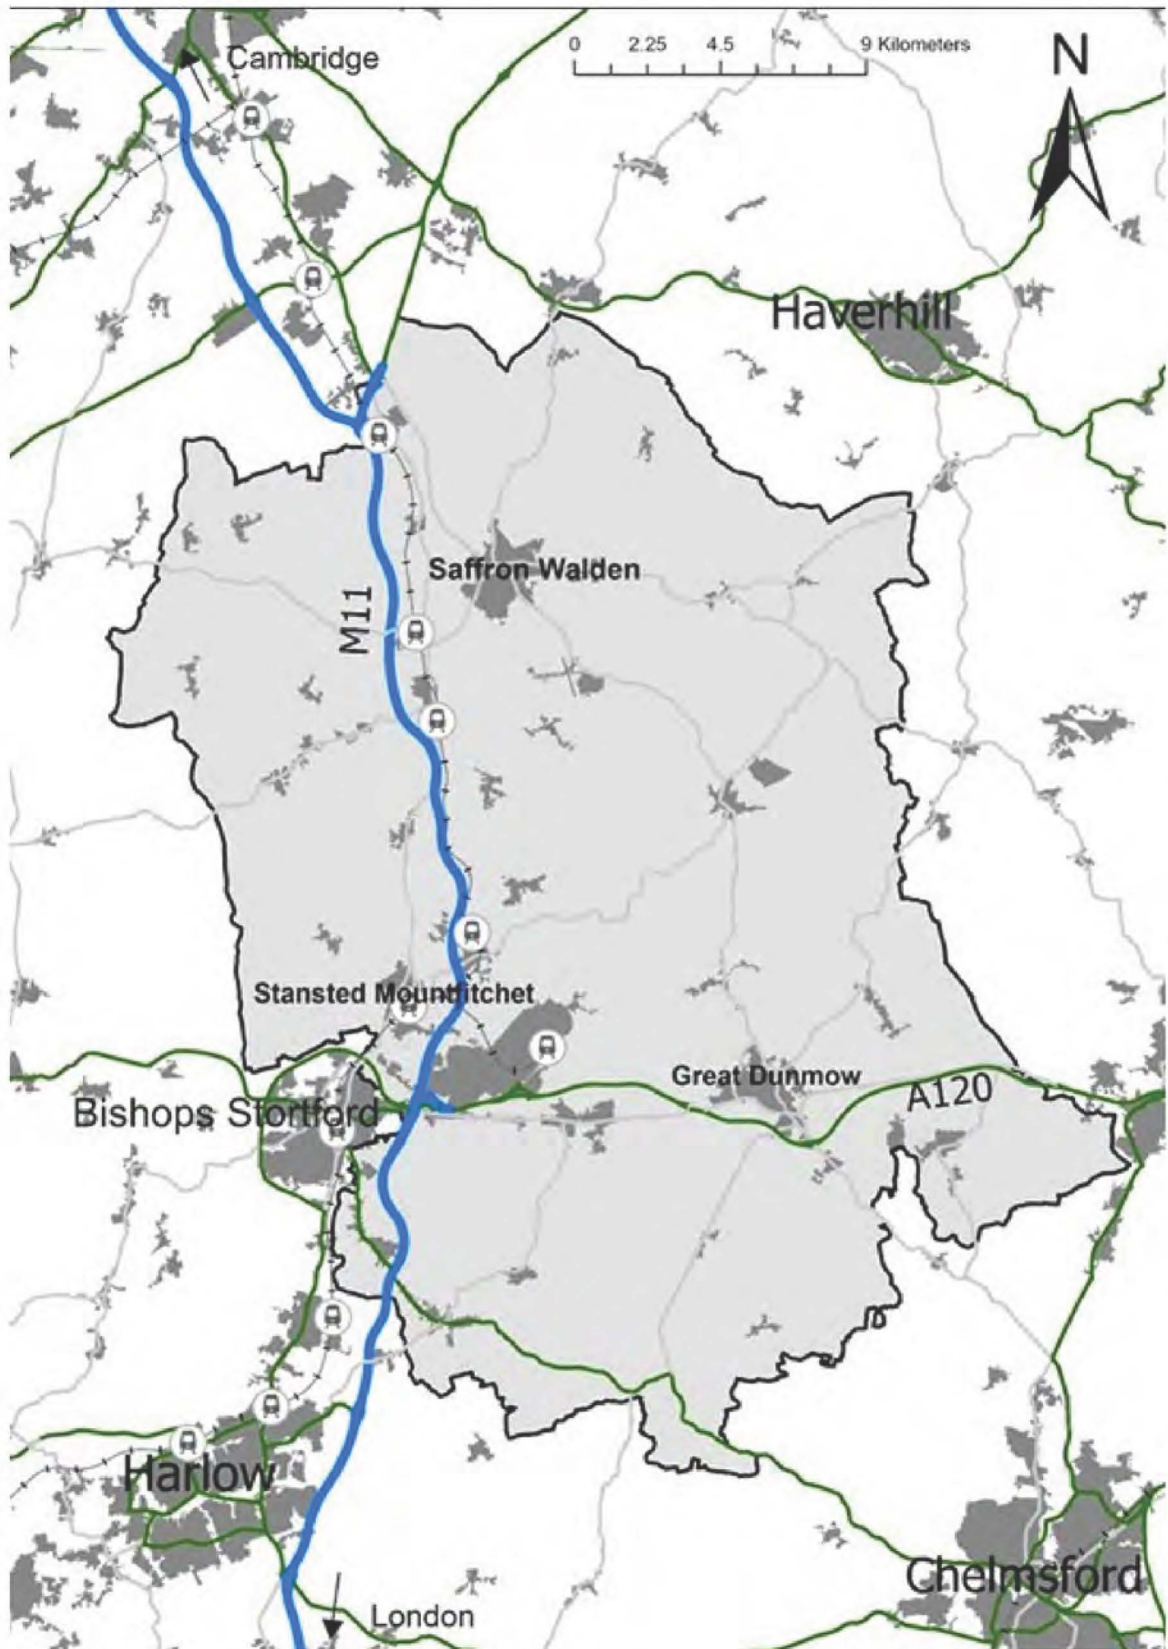 Cambridge
0 2.25 4.5 9 Kilometers
N
Haverhill
Saffron Walden
M11
Stansted Mountfitchet
Great Dunmow
A120
Bishops Stortford
Harlow
Chelmsford
London